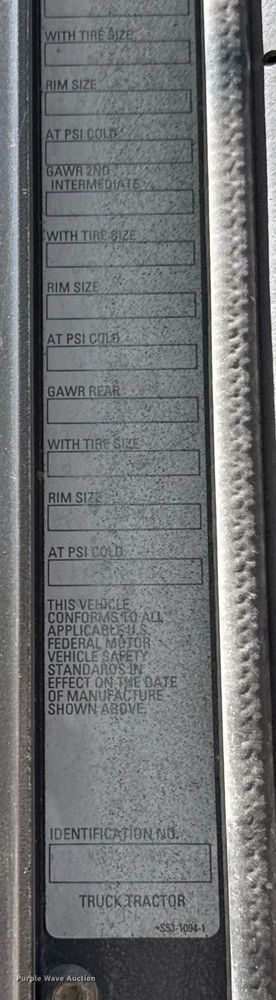 WITH TIRE SIZE
RIM SIZE
AT PSI COLD
GAWR 2ND
INTERMEDIATE
WITH TIRE SIZE
RIM SIZE
AT PSI COLD
GAWR REAR
WITH TIRE SIZE
RIM SIZE
AT PSI COLD
THIS VEHICLE
CONFORMS TO ALL
APPLICABLE U.S.
FEDERAL MOTOR
VEHICLE SAFETY
STANDARDS IN
EFFECT ON THE DATE
OF MANUFACTURE
SHOWN ABOVE.
IDENTIFICATION NO.
TRUCK TRACTOR
S53-1094-1
Purple Wave Auction